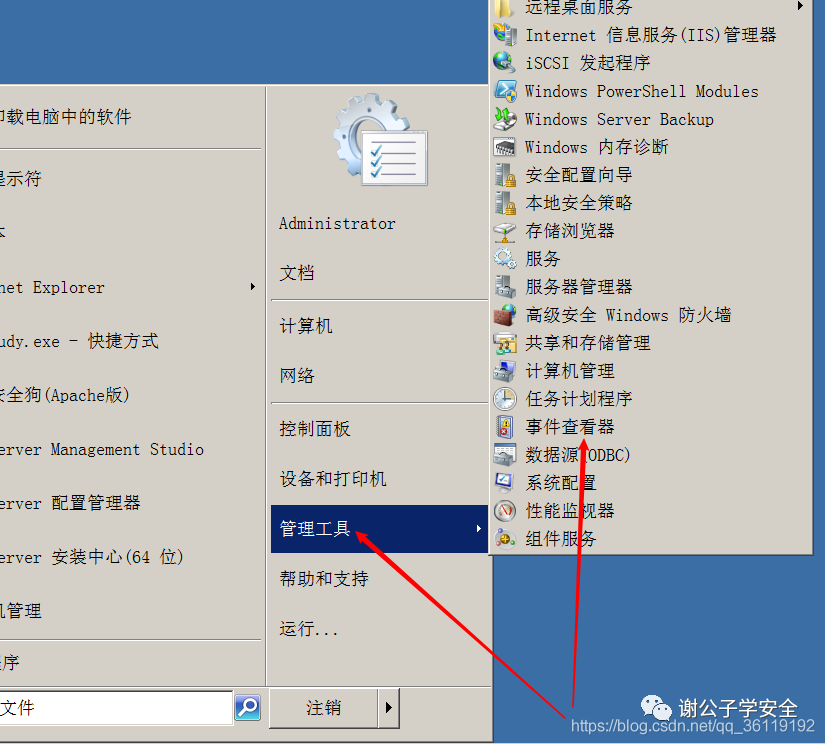 远程桌面服务
Internet 信息服务(IIS)管理器
iSCSI 发起程序
Windows PowerShell Modules
Windows Server Backup
Windows 内存诊断
安全配置向导
本地安全策略
存储浏览器
服务
服务器管理器
高级安全 Windows 防火墙
共享和存储管理
计算机管理
任务计划程序
事件查看器
数据源(ODBC)
系统配置
性能监视器
组件服务
卸载电脑中的软件
提示符
本
net Explorer
udy.exe - 快捷方式
安全狗(Apache版)
erver Management Studio
erver 配置管理器
erver 安装中心(64 位)
机管理
程序
文件
Administrator
文档
计算机
网络
控制面板
设备和打印机
管理工具
帮助和支持
运行...
注销
谢公子学安全
https://blog.csdn.net/qq_36119192